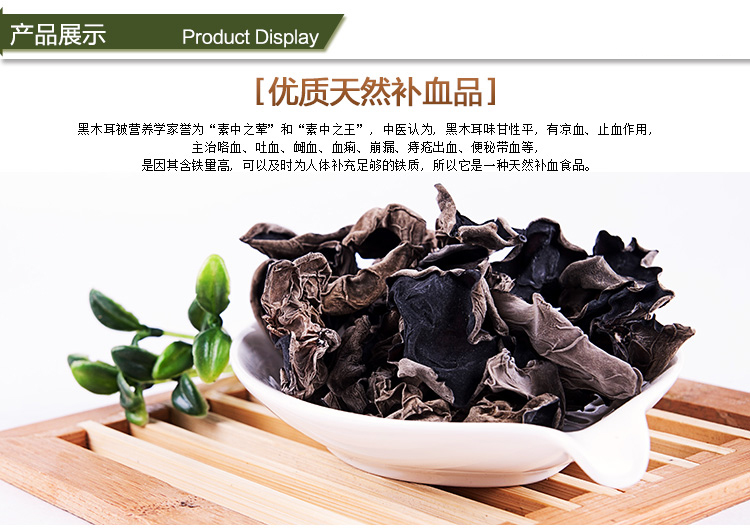 产品展示 Product Display
[优质天然补血品]
黑木耳被营养学家誉为“素中之荤”和“素中之王”，中医认为，黑木耳味甘性平，有凉血、止血作用，
主治咯血、吐血、衄血、血痢、崩漏、痔疮出血、便秘带血等，
是因其含铁量高，可以及时为人体补充足够的铁质，所以它是一种天然补血食品。